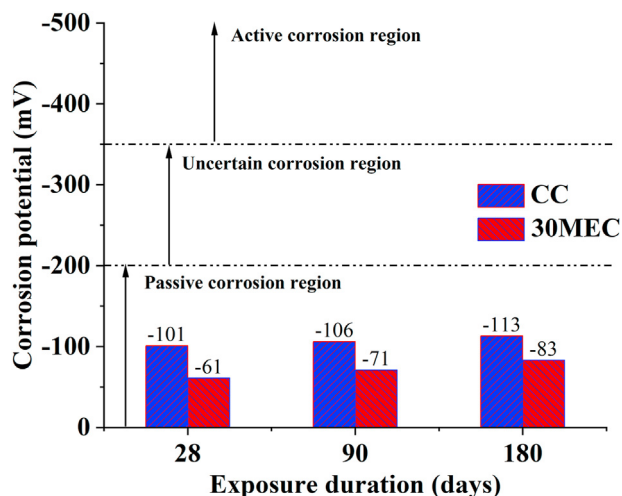 -500
Active corrosion region
-400
Uncertain corrosion region
-300
CC
30MEC
-200
Passive corrosion region
-100
0
Corrosion potential (mV)
-101
-61
-106
-71
-113
-83
28
90
180
Exposure duration (days)